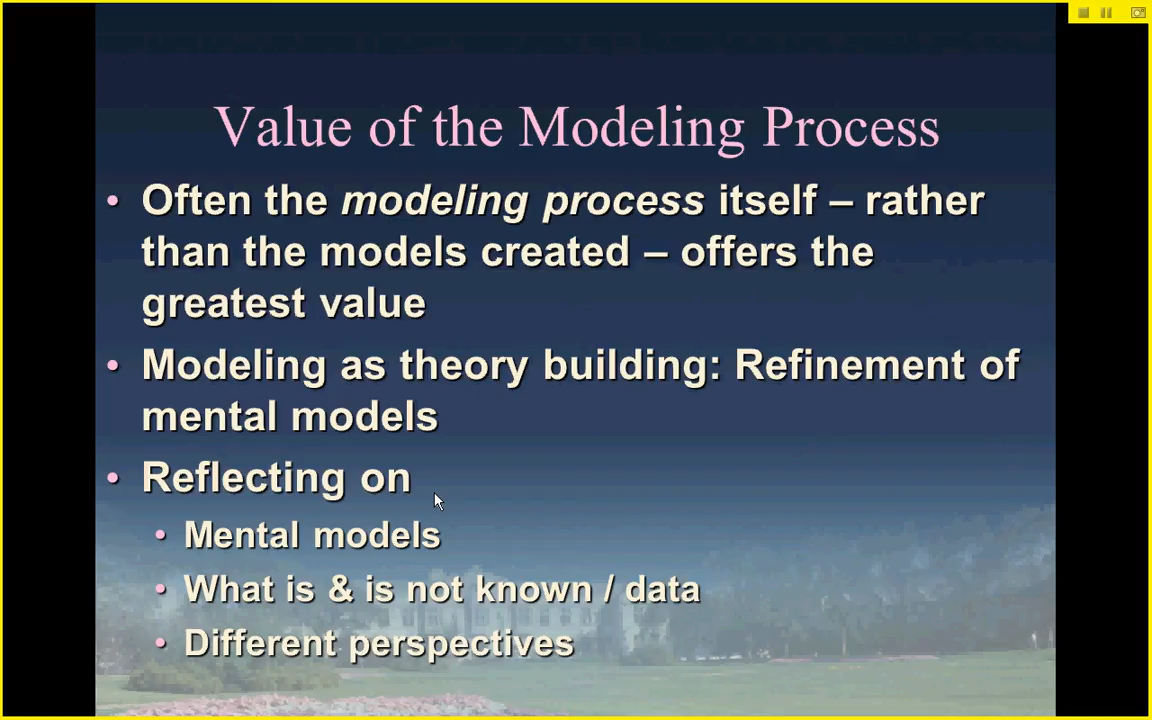 Value of the Modeling Process
• Often the modeling process itself – rather
than the models created – offers the
greatest value
• Modeling as theory building: Refinement of
mental models
• Reflecting on
• Mental models
• What is & is not known / data
• Different perspectives